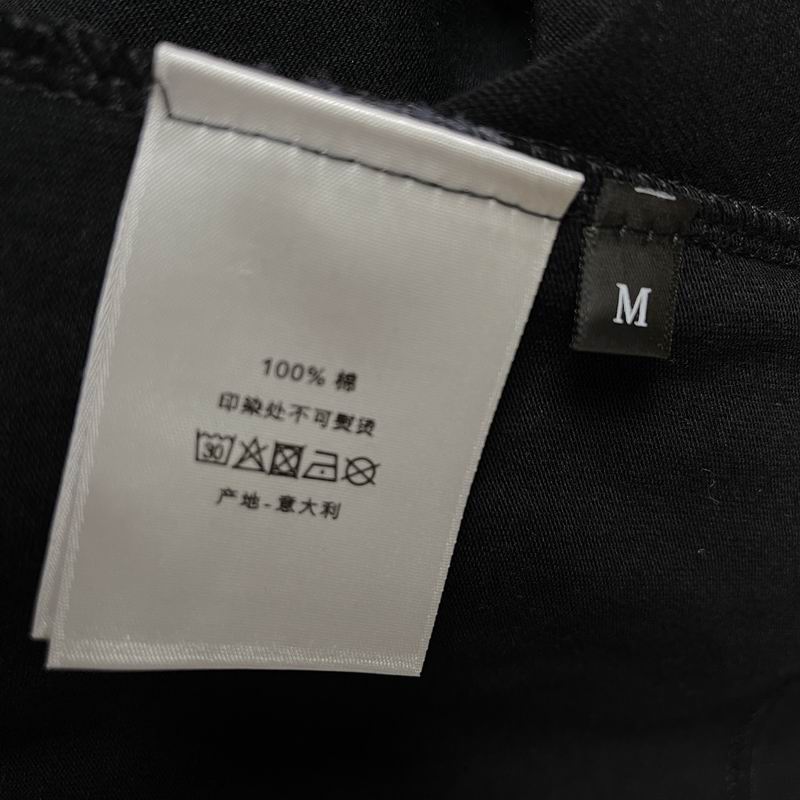 100% 棉
印染处不可熨烫
30
产地-意大利
M